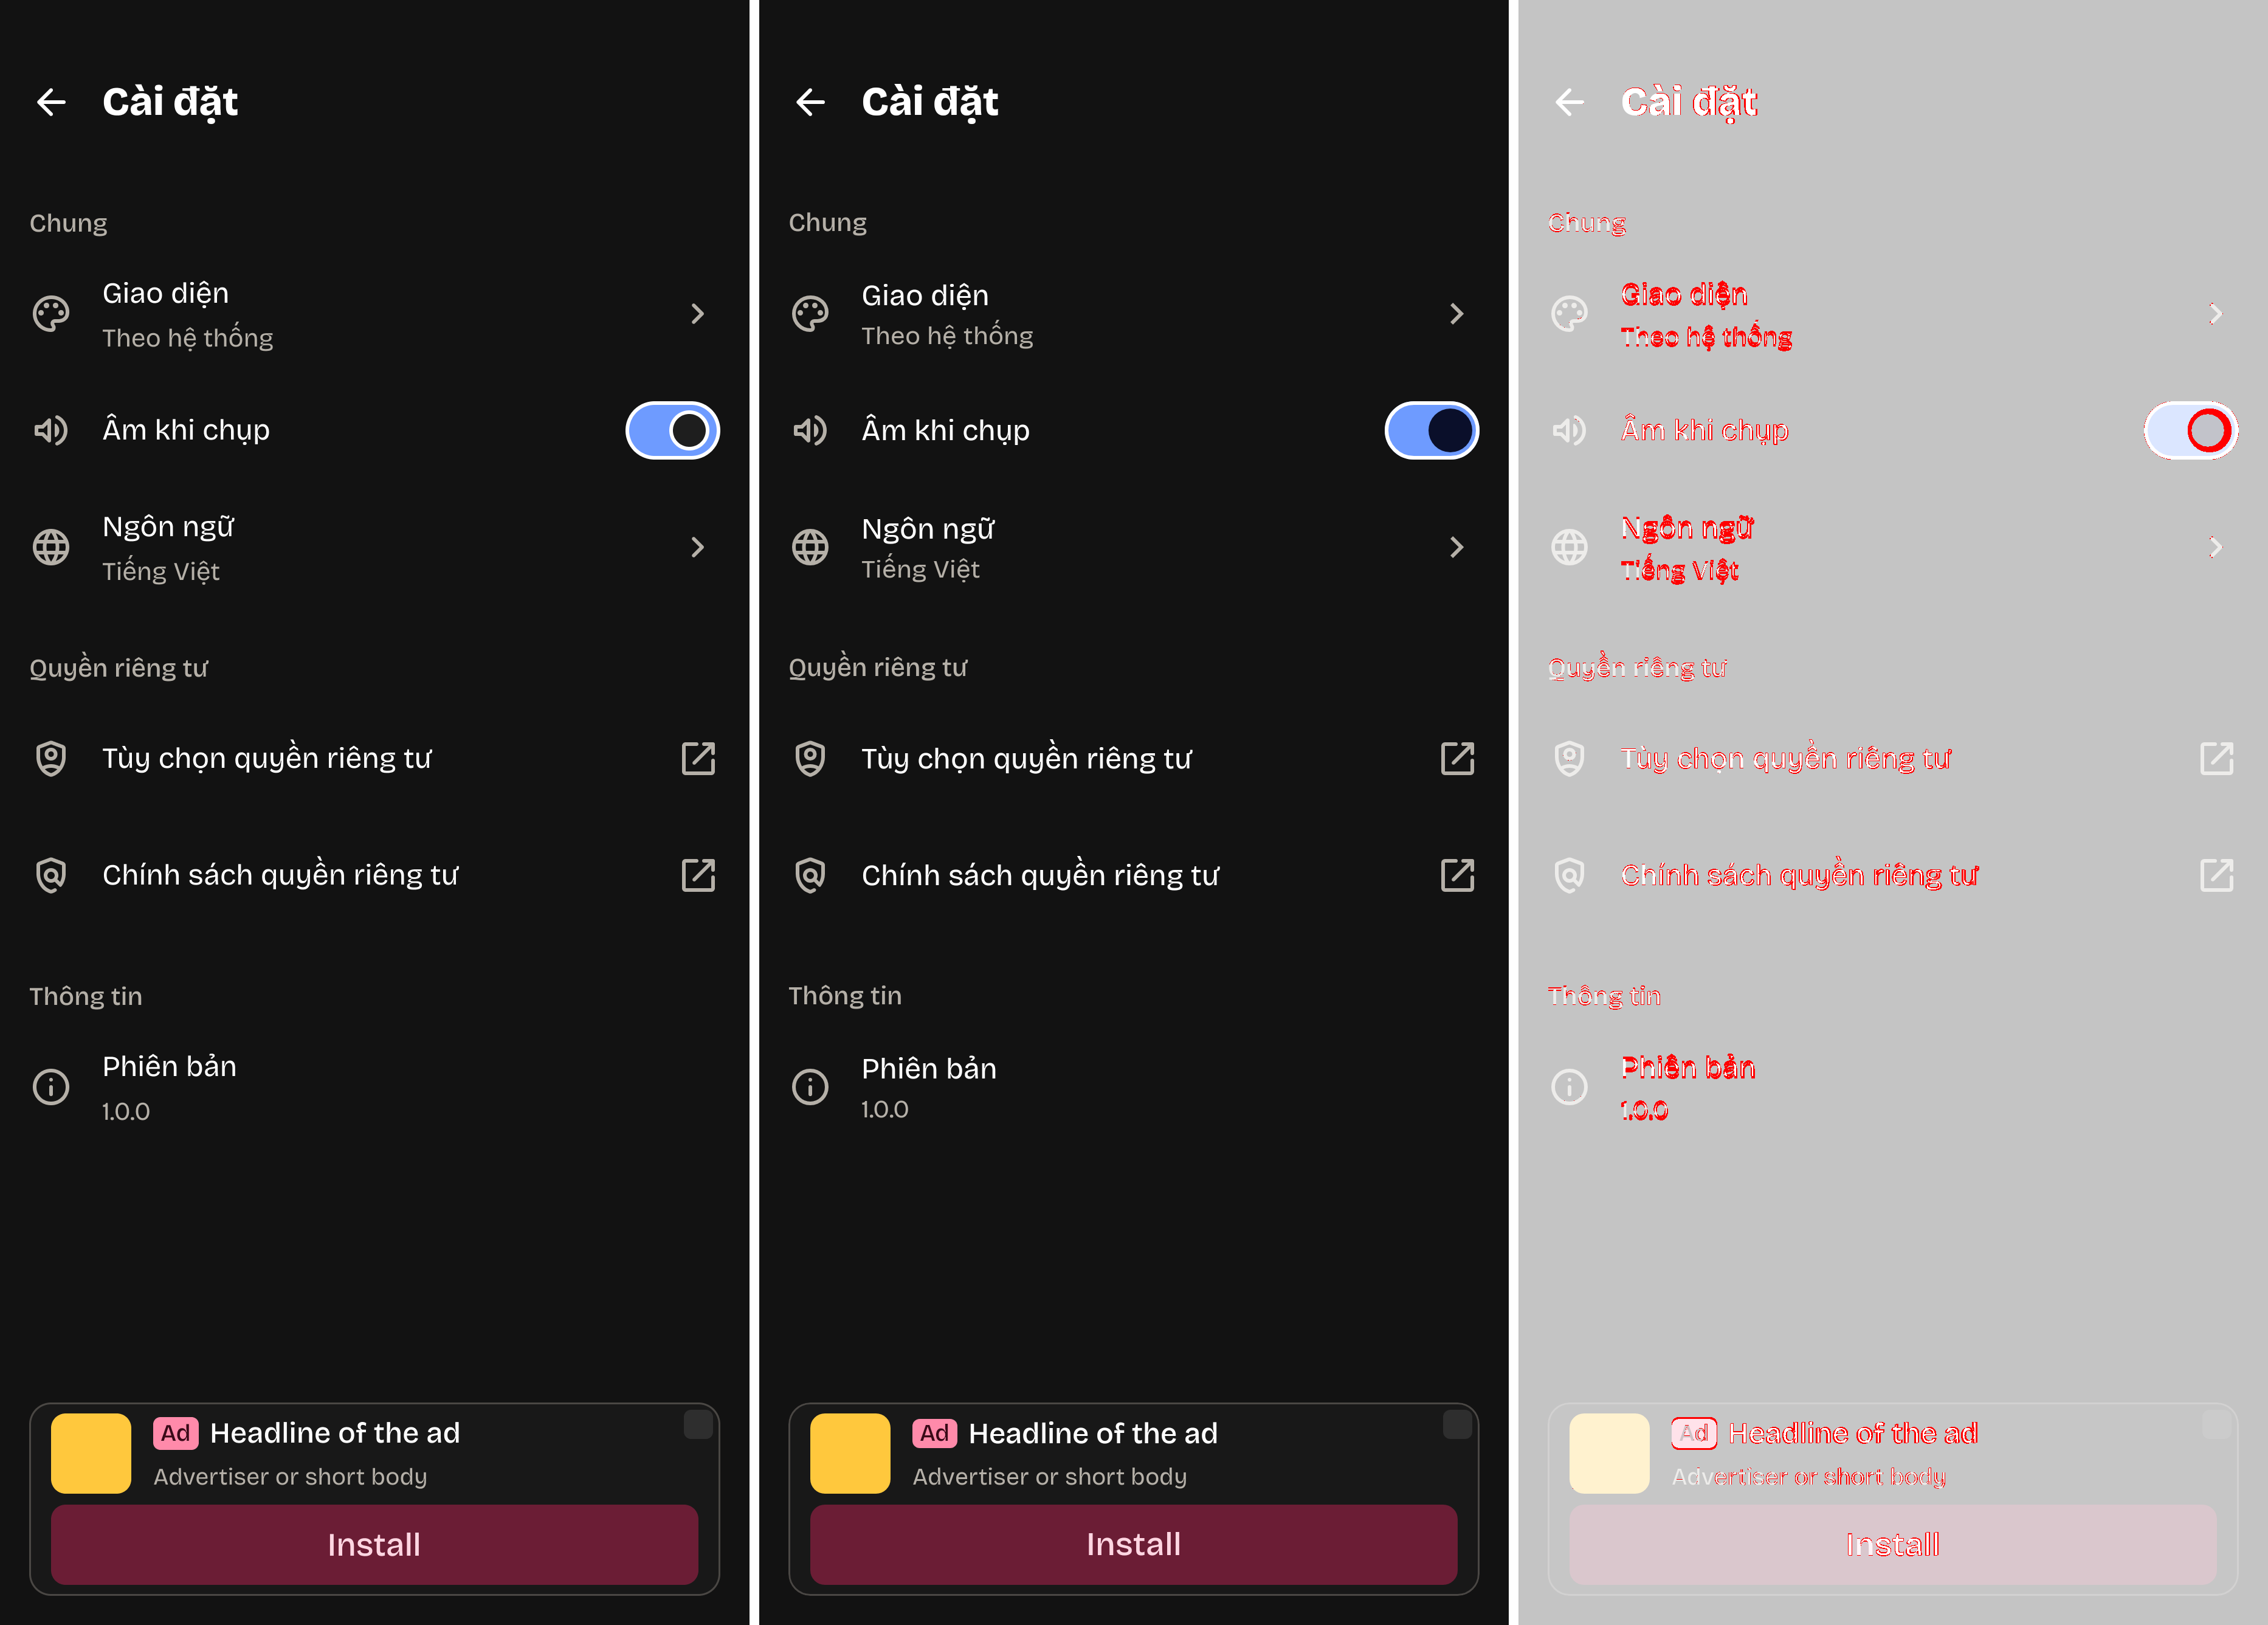 Cài đặt
Chung
Giao diện
Theo hệ thống
Âm khi chụp
Ngôn ngữ
Tiếng Việt
Quyền riêng tư
Tùy chọn quyền riêng tư
Chính sách quyền riêng tư
Thông tin
Phiên bản
1.0.0
Ad Headline of the ad
Advertiser or short body
Install
Cài đặt
Chung
Giao diện
Theo hệ thống
Âm khi chụp
Ngôn ngữ
Tiếng Việt
Quyền riêng tư
Tùy chọn quyền riêng tư
Chính sách quyền riêng tư
Thông tin
Phiên bản
1.0.0
Ad Headline of the ad
Advertiser or short body
Install
Cài đặt
Chung
Giao diện
Theo hệ thống
Âm khi chụp
Ngôn ngữ
Tiếng Việt
Quyền riêng tư
Tùy chọn quyền riêng tư
Chính sách quyền riêng tư
Thông tin
Phiên bản
1.0.0
Ad Headline of the ad
Advertiser or short body
Install